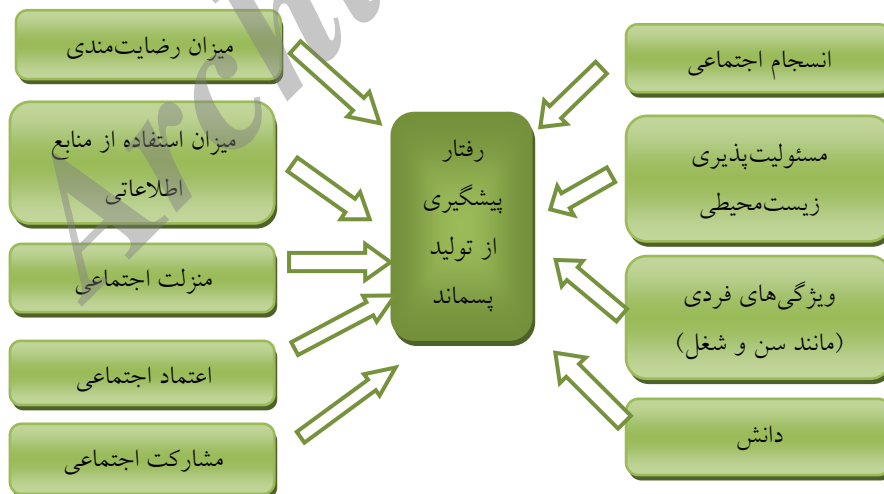 انسجام اجتماعی
مسئولیت‌پذیری
زیست‌محیطی
ویژگی‌های فردی
(مانند سن و شغل)
دانش
رفتار
پیشگیری
از تولید
پسماند
میزان رضایت‌مندی
میزان استفاده از منابع
اطلاعاتی
منزلت اجتماعی
اعتماد اجتماعی
مشارکت اجتماعی